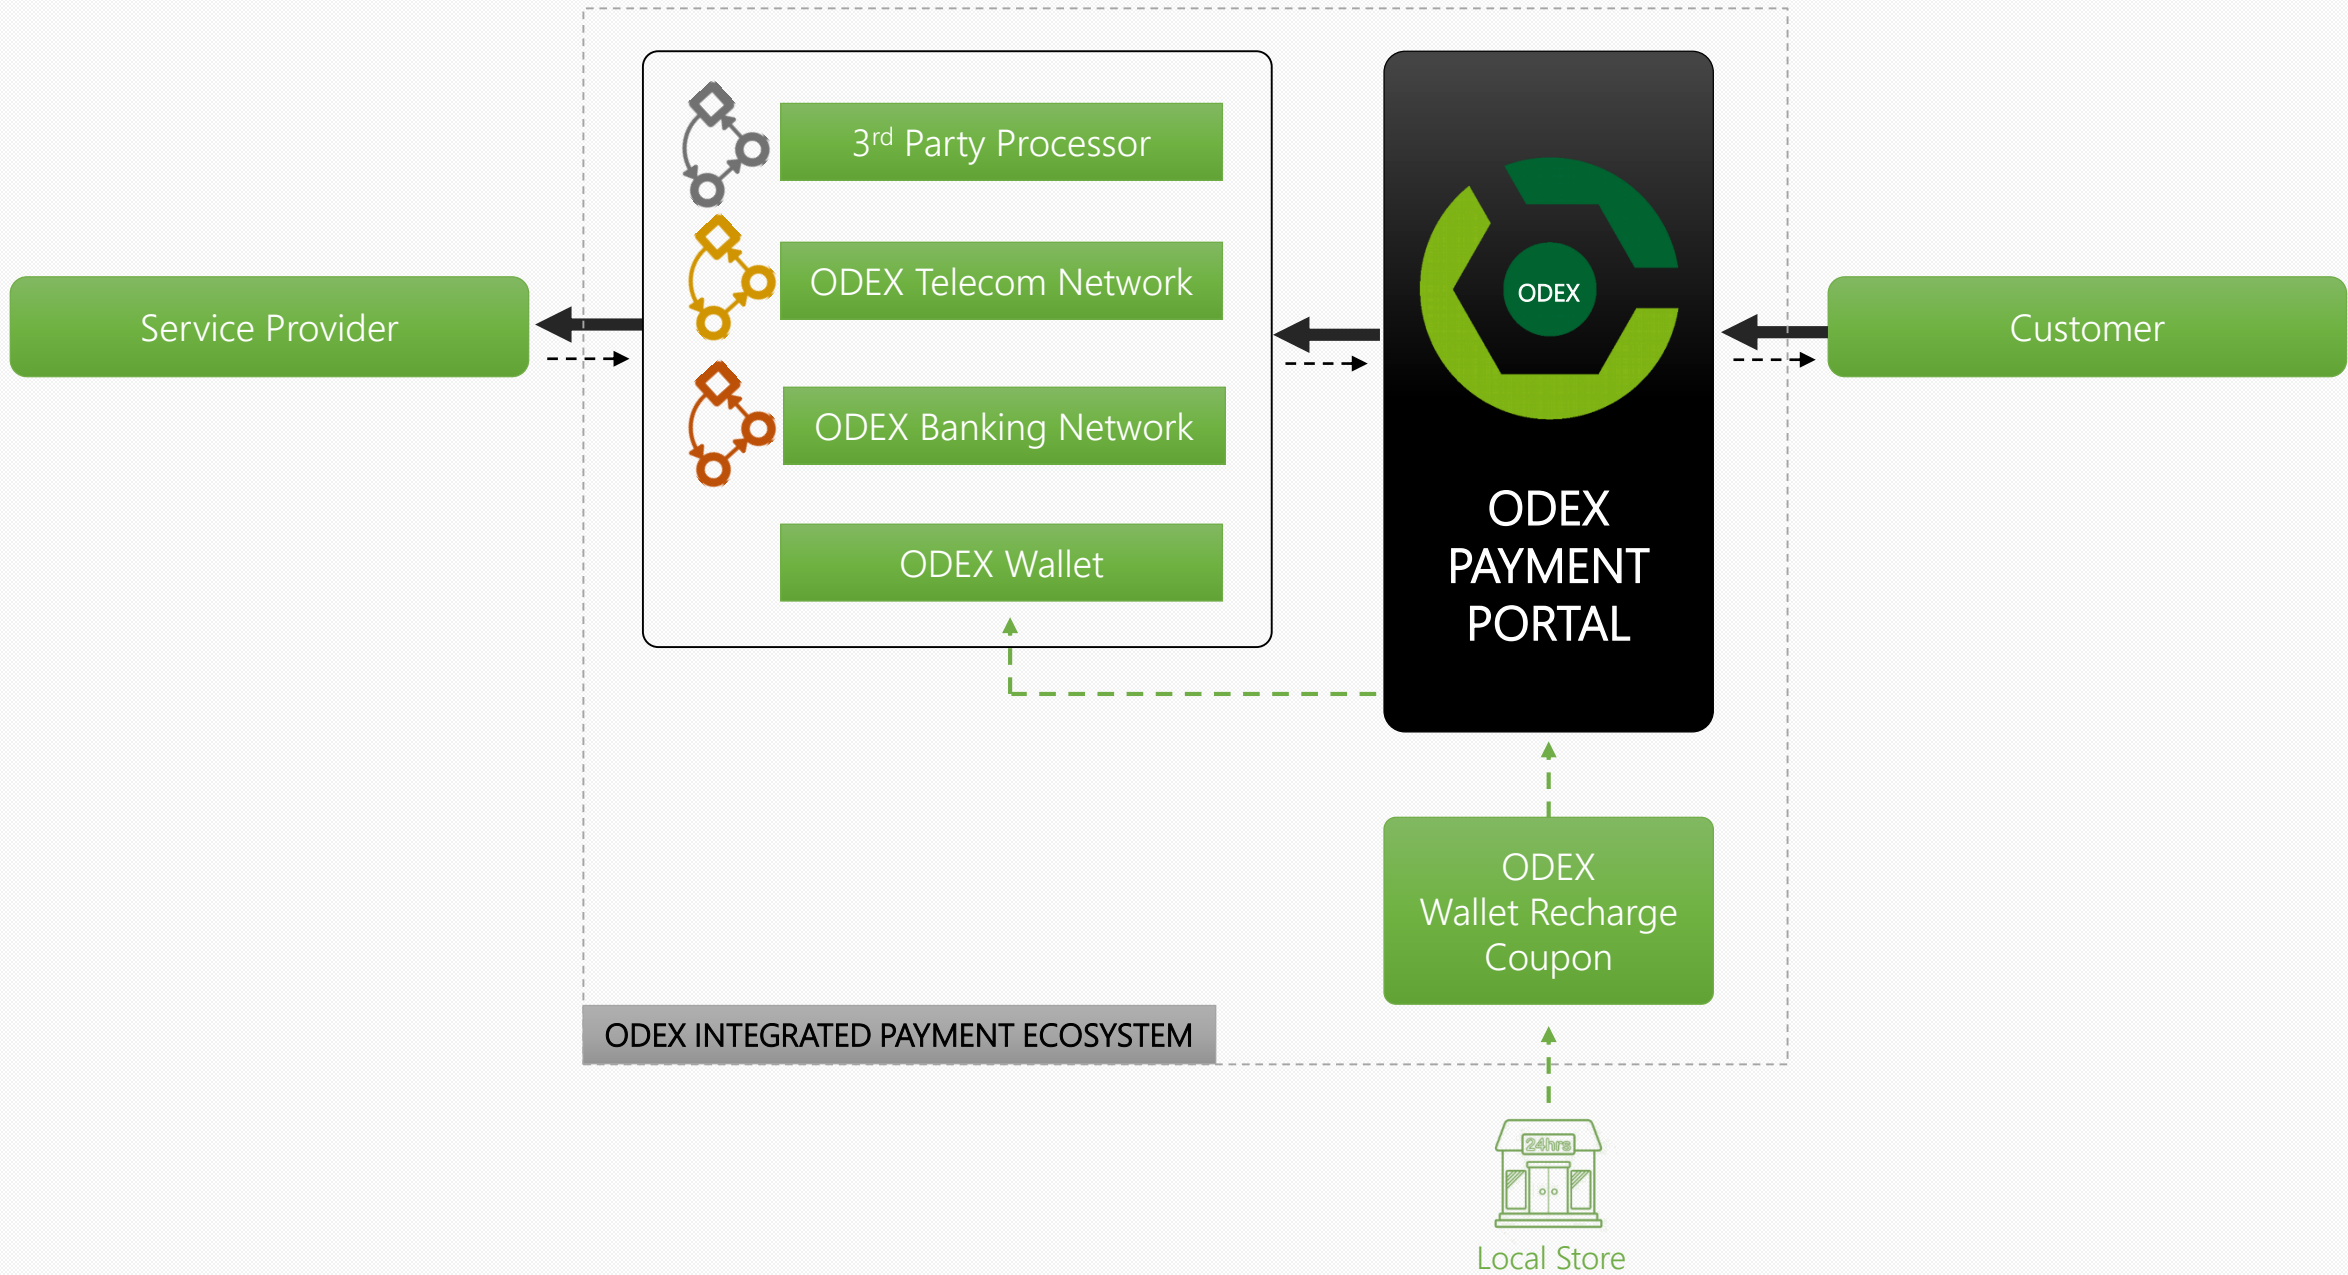 3rd Party Processor
ODEX Telecom Network
ODEX Banking Network
ODEX Wallet
Service Provider
ODEX
ODEX
PAYMENT
PORTAL
Customer
ODEX
Wallet Recharge
Coupon
ODEX INTEGRATED PAYMENT ECOSYSTEM
24hrs
Local Store